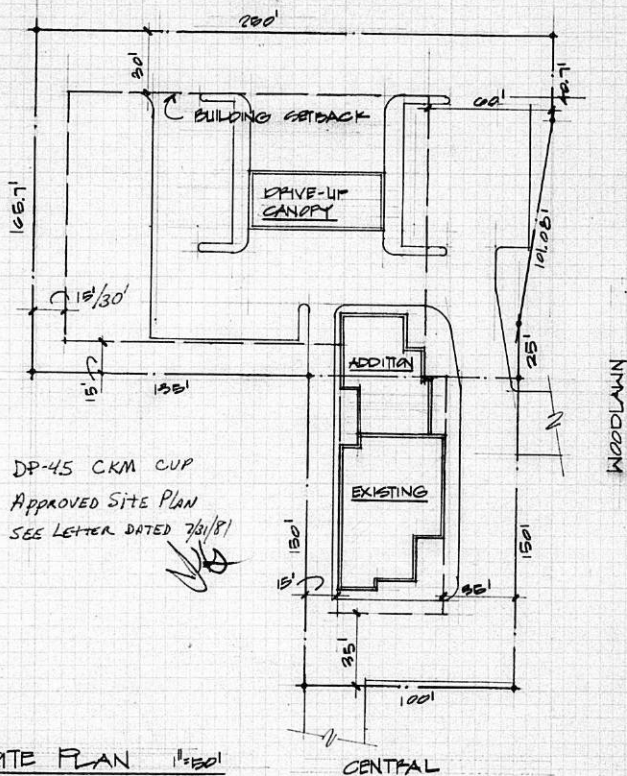 260'
30'
BUILDING SETBACK
60'
40.7'
165.7'
DRIVE-UP
CANOPY
101.08'
15'/30'
25'
ADDITION
15'
135'
WOODLAWN
DP-45 CKM CUP
APPROVED SITE PLAN
SEE LETTER DATED 7/31/81
EXISTING
150'
150'
15'
35'
35'
100'
SITE PLAN 1"=50'
CENTRAL